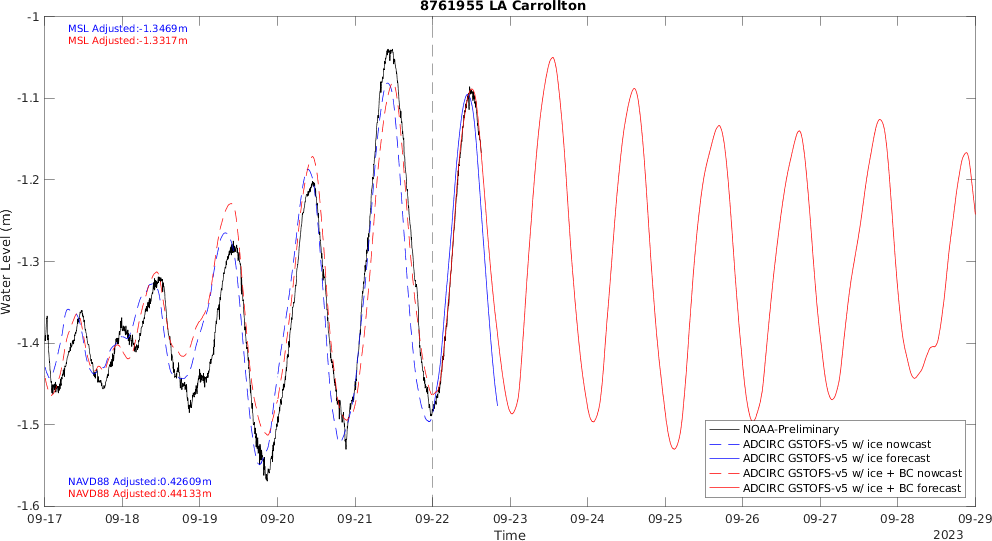 8761955 LA Carrollton
-1
-1.1
-1.2
-1.3
-1.4
-1.5
-1.6
Water Level (m)
MSL Adjusted:-1.3469m
MSL Adjusted:-1.3317m
NAVD88 Adjusted:0.42609m
NAVD88 Adjusted:0.44133m
NOAA-Preliminary
ADCIRC GSTOFS-v5 w/ ice nowcast
ADCIRC GSTOFS-v5 w/ ice forecast
ADCIRC GSTOFS-v5 w/ ice + BC nowcast
ADCIRC GSTOFS-v5 w/ ice + BC forecast
09-17 09-18 09-19 09-20 09-21 09-22 09-23 09-24 09-25 09-26 09-27 09-28 09-29
Time
2023